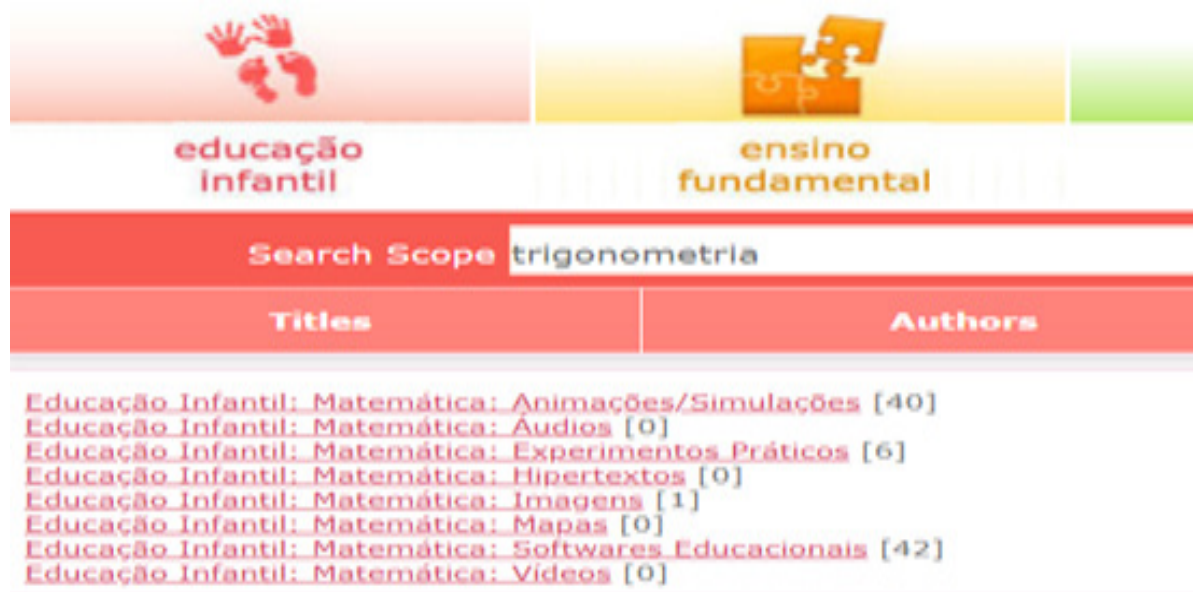 educação
infantil
ensino
fundamental
Search Scope trigonometria
Titles Authors
Educação Infantil: Matemática: Animações/Simulações [40]
Educação Infantil: Matemática: Áudios [0]
Educação Infantil: Matemática: Experimentos Práticos [6]
Educação Infantil: Matemática: Hipertextos [0]
Educação Infantil: Matemática: Imagens [1]
Educação Infantil: Matemática: Mapas [0]
Educação Infantil: Matemática: Softwares Educacionais [42]
Educação Infantil: Matemática: Vídeos [0]